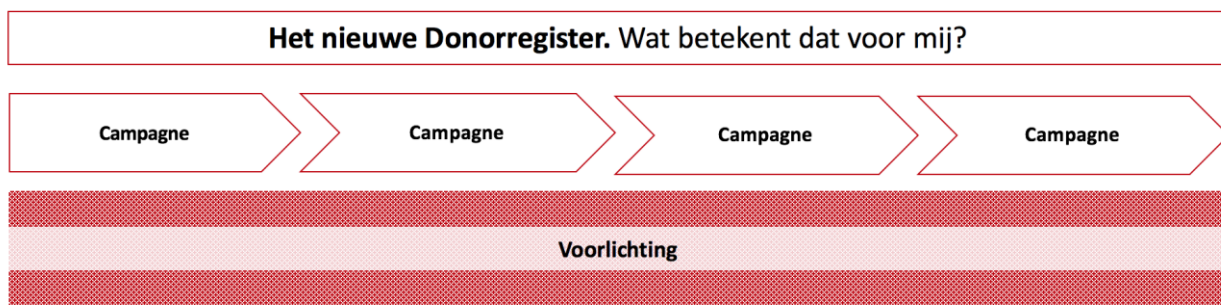 Het nieuwe Donorregister. Wat betekent dat voor mij?
Campagne
Campagne
Campagne
Campagne
Voorlichting